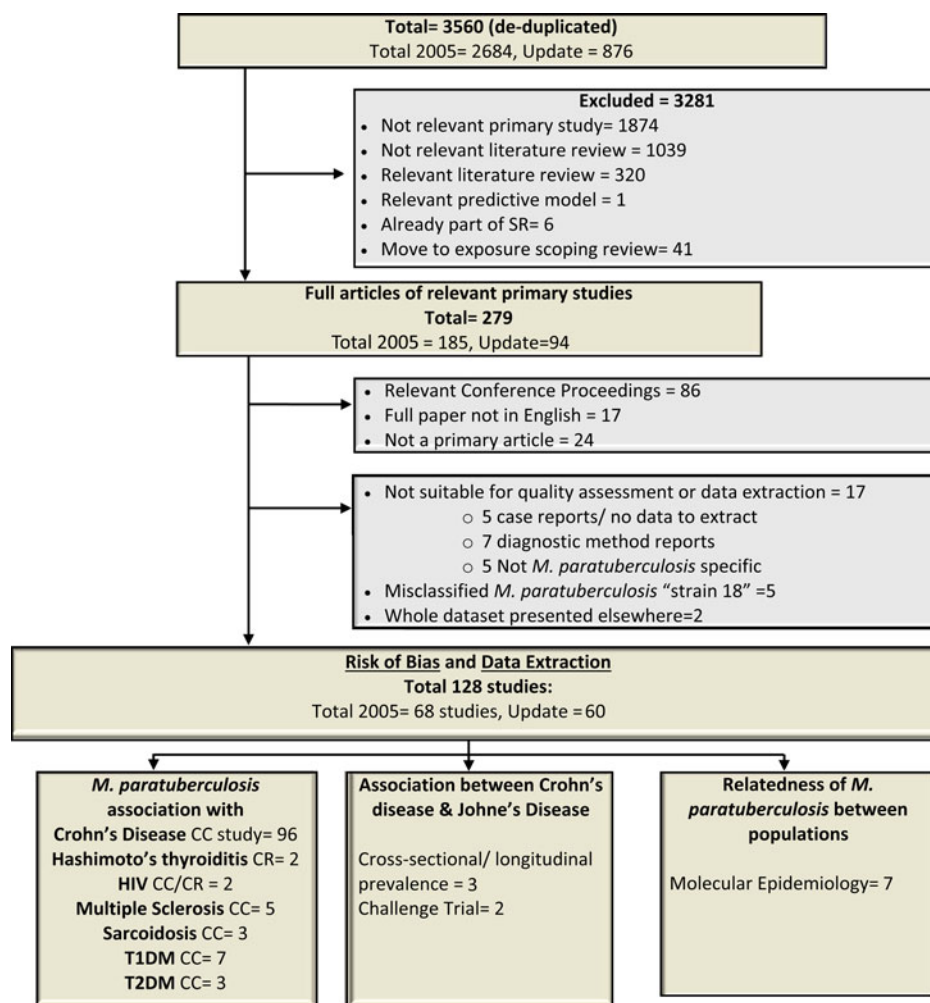 Total= 3560 (de-duplicated)
Total 2005= 2684, Update = 876
Excluded = 3281
• Not relevant primary study= 1874
• Not relevant literature review = 1039
• Relevant literature review = 320
• Relevant predictive model = 1
• Already part of SR= 6
• Move to exposure scoping review= 41
Full articles of relevant primary studies
Total= 279
Total 2005 = 185, Update=94
• Relevant Conference Proceedings = 86
• Full paper not in English = 17
• Not a primary article = 24
• Not suitable for quality assessment or data extraction = 17
○ 5 case reports/ no data to extract
○ 7 diagnostic method reports
○ 5 Not M. paratuberculosis specific
• Misclassified M. paratuberculosis “strain 18” =5
• Whole dataset presented elsewhere=2
Risk of Bias and Data Extraction
Total 128 studies:
Total 2005= 68 studies, Update =60
M. paratuberculosis
association with
Crohn’s Disease CC study= 96
Hashimoto’s thyroiditis CR= 2
HIV CC/CR = 2
Multiple Sclerosis CC= 5
Sarcoidosis CC= 3
T1DM CC= 7
T2DM CC= 3
Association between Crohn’s
disease & Johne’s Disease
Cross-sectional/ longitudinal
prevalence = 3
Challenge Trial= 2
Relatedness of M.
paratuberculosis between
populations
Molecular Epidemiology= 7